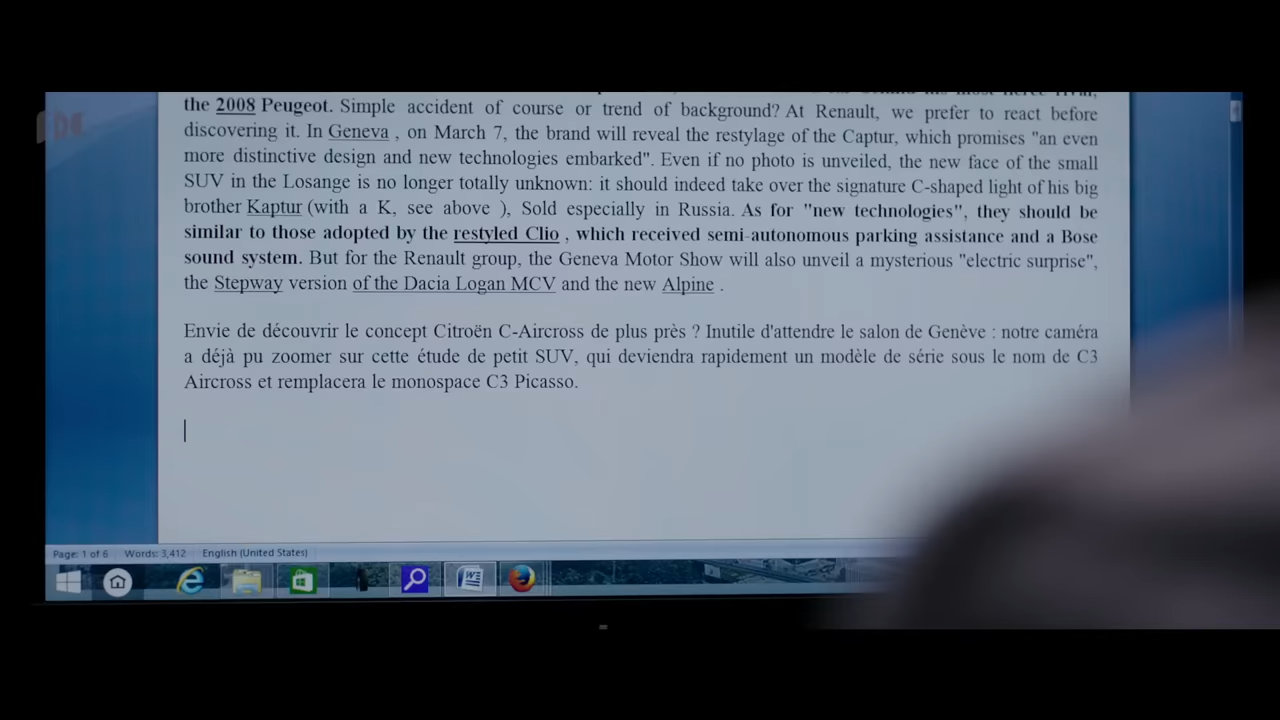 the 2008 Peugeot. Simple accident of course or trend of background? At Renault, we prefer to react before
discovering it. In Geneva , on March 7, the brand will reveal the restylage of the Captur, which promises "an even
more distinctive design and new technologies embarked". Even if no photo is unveiled, the new face of the small
SUV in the Losange is no longer totally unknown: it should indeed take over the signature C-shaped light of his big
brother Kaptur (with a K, see above ), Sold especially in Russia. As for "new technologies", they should be
similar to those adopted by the restyled Clio , which received semi-autonomous parking assistance and a Bose
sound system. But for the Renault group, the Geneva Motor Show will also unveil a mysterious "electric surprise",
the Stepway version of the Dacia Logan MCV and the new Alpine .
Envie de découvrir le concept Citroën C-Aircross de plus près ? Inutile d'attendre le salon de Genève : notre caméra
a déjà pu zoomer sur cette étude de petit SUV, qui deviendra rapidement un modèle de série sous le nom de C3
Aircross et remplacera le monospace C3 Picasso.
Page: 1 of 6 Words: 3,412 English (United States)